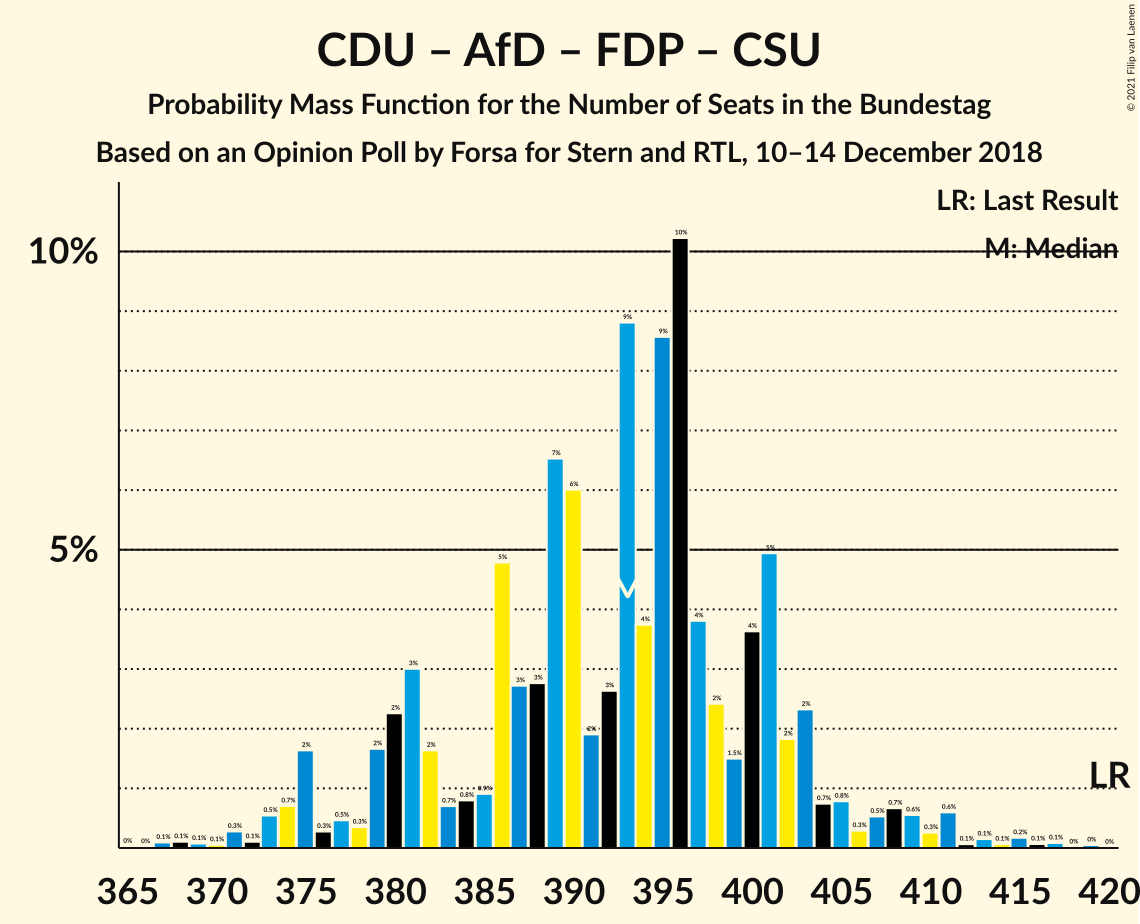 © 2021 Filip van Laenen
CDU – AfD – FDP – CSU
Probability Mass Function for the Number of Seats in the Bundestag
Based on an Opinion Poll by Forsa for Stern and RTL, 10–14 December 2018
LR: Last Result
M: Median
10%
5%
LR
0% 0% 0.1% 0.1% 0.1% 0.1% 0.3% 0.1% 0.5% 0.7% 2% 0.3% 0.5% 0.3% 2% 2% 3% 2% 0.7% 0.8% 0.9% 5% 3% 3% 7% 6% 2% 3% 9% 4% 9% 10% 4% 2% 1.5% 4% 5% 2% 2% 0.7% 0.8% 0.3% 0.5% 0.7% 0.6% 0.3% 0.6% 0.1% 0.1% 0.1% 0.2% 0.1% 0.1% 0% 0% 0%
365 370 375 380 385 390 395 400 405 410 415 420